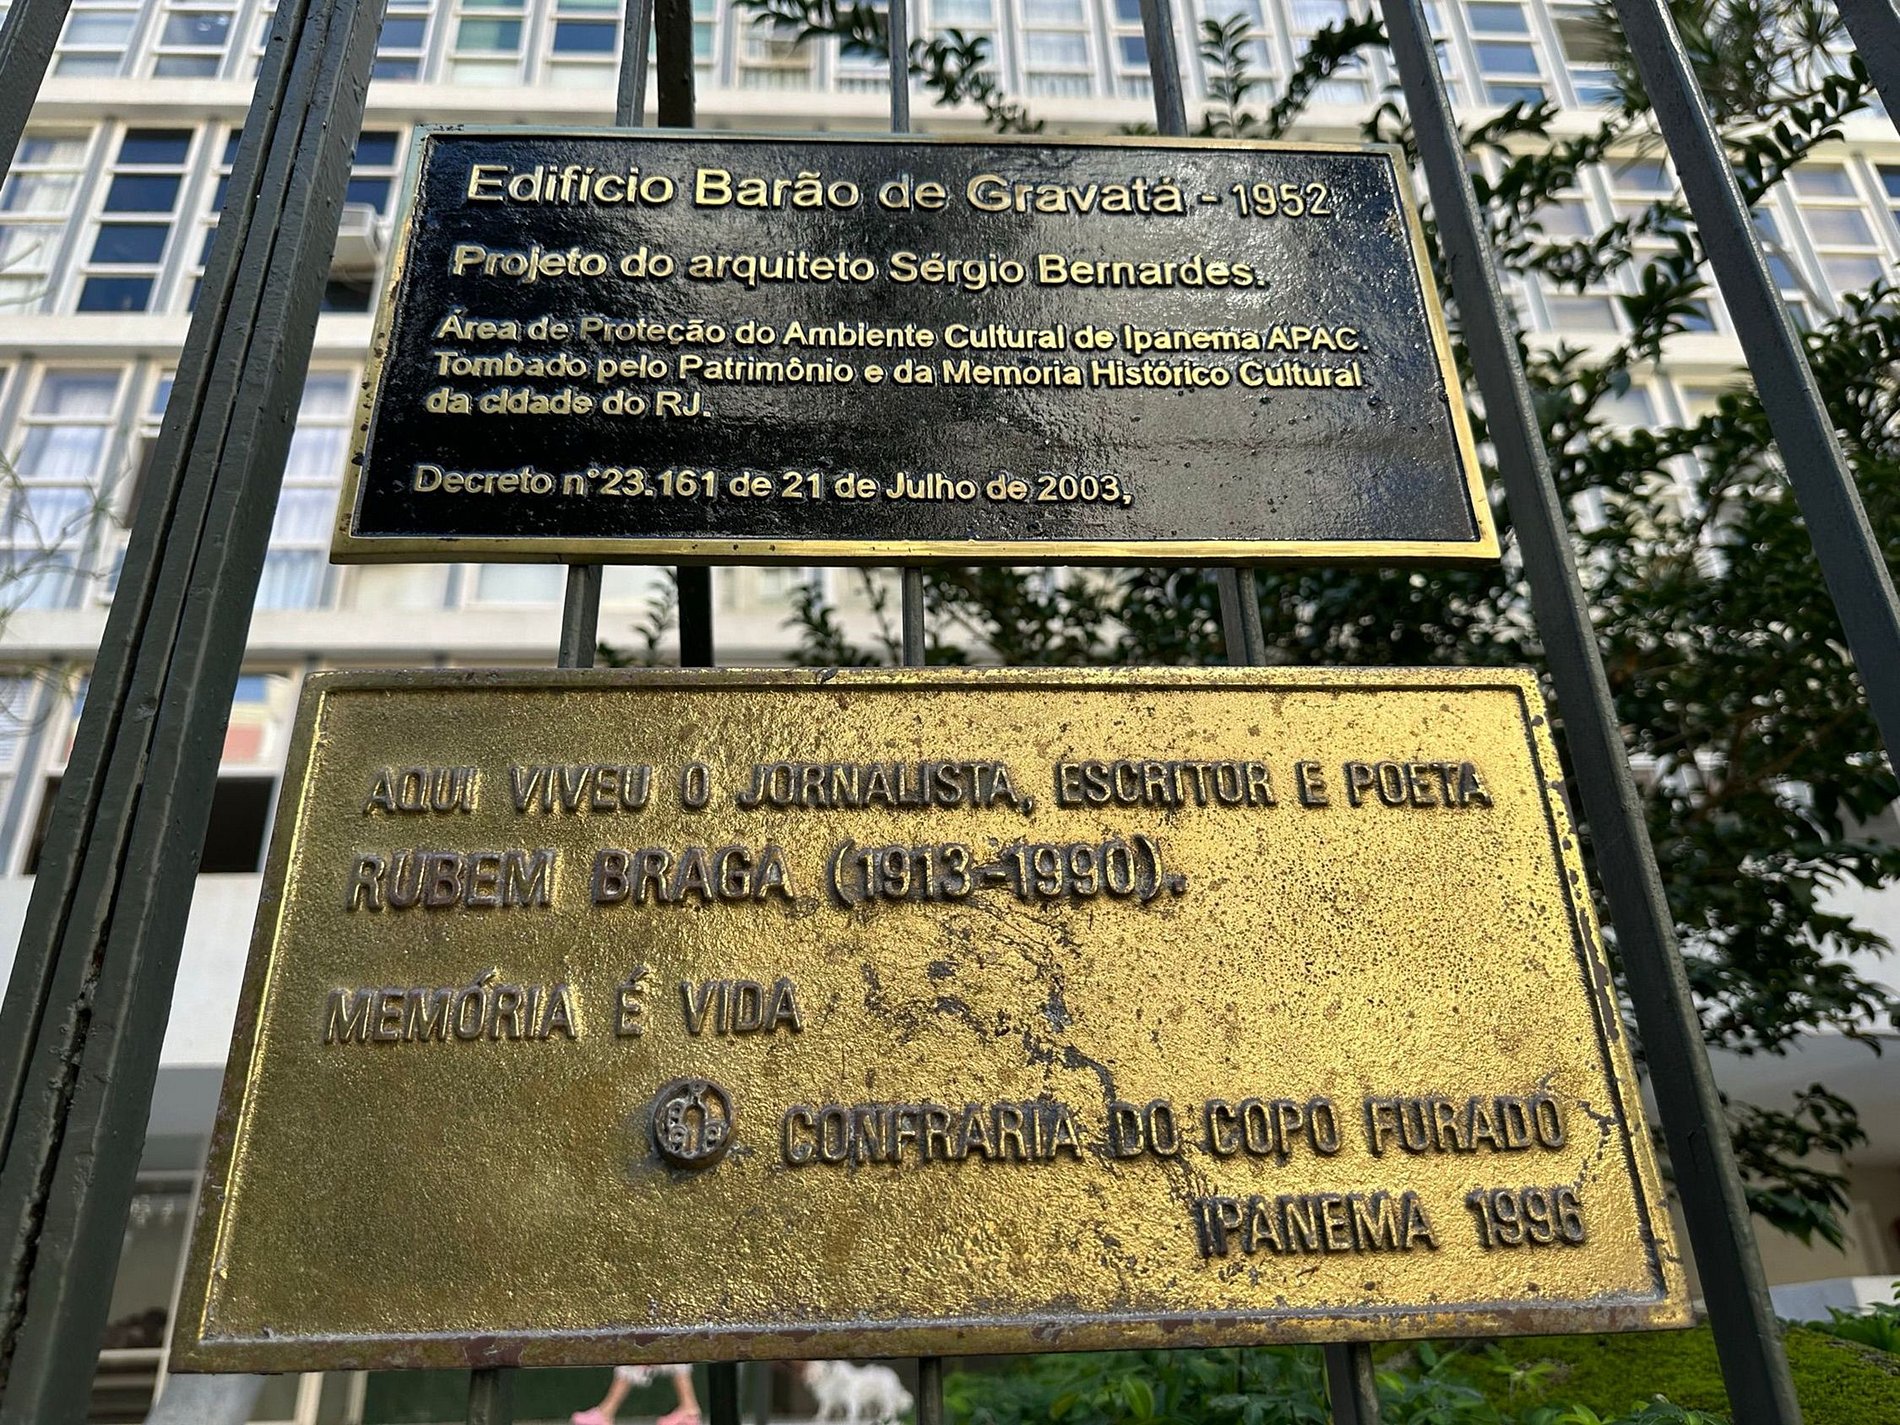 Edifício Barão de Gravatá - 1952
Projeto do arquiteto Sérgio Bernardes.
Área de Proteção do Ambiente Cultural de Ipanema APAC.
Tombado pelo Patrimônio e da Memoria Histórico Cultural
da cidade do RJ.
Decreto n°23.161 de 21 de Julho de 2003,
AQUI VIVEU O JORNALISTA, ESCRITOR E POETA
RUBEM BRAGA (1913-1990).
MEMÓRIA É VIDA
CONFRARIA DO COPO FURADO
IPANEMA 1996